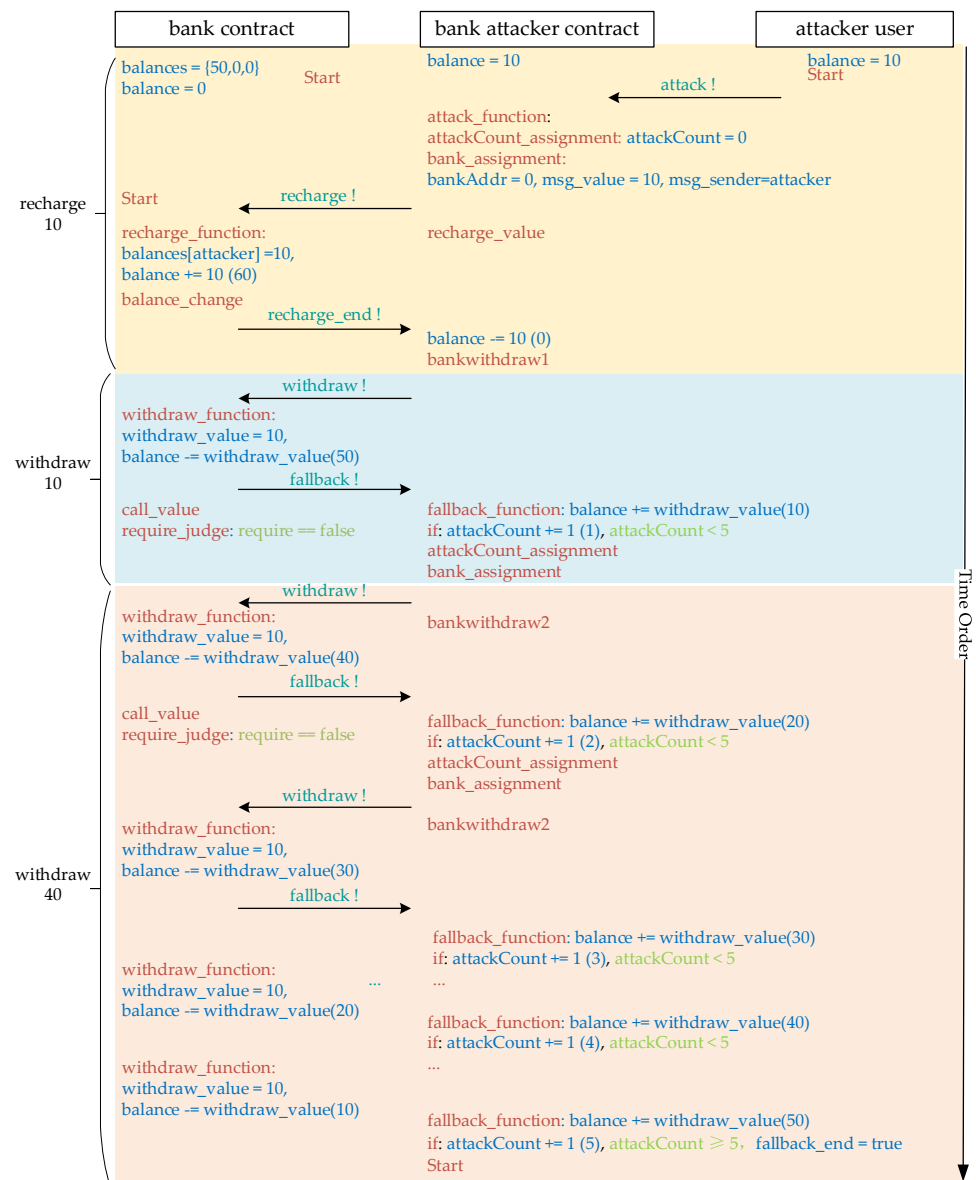 bank contract
bank attacker contract
attacker user
balances = {50,0,0}
balance = 0
Start
balance = 10
balance = 10
Start
attack !
attack_function:
attackCount_assignment: attackCount = 0
bank_assignment:
bankAddr = 0, msg_value = 10, msg_sender=attacker
recharge
10
Start
recharge !
recharge_function:
balances[attacker] =10,
balance += 10 (60)
balance_change
recharge_value
recharge_end !
balance -= 10 (0)
bankwithdraw1
withdraw !
withdraw
10
withdraw_function:
withdraw_value = 10,
balance -= withdraw_value(50)
fallback !
call_value
require_judge: require == false
fallback_function: balance += withdraw_value(10)
if: attackCount += 1 (1), attackCount < 5
attackCount_assignment
bank_assignment
Time Order
withdraw !
withdraw_function:
withdraw_value = 10,
balance -= withdraw_value(40)
bankwithdraw2
fallback !
call_value
require_judge: require == false
fallback_function: balance += withdraw_value(20)
if: attackCount += 1 (2), attackCount < 5
attackCount_assignment
bank_assignment
withdraw !
withdraw_function:
withdraw_value = 10,
balance -= withdraw_value(30)
bankwithdraw2
withdraw
40
fallback !
fallback_function: balance += withdraw_value(30)
if: attackCount += 1 (3), attackCount < 5
...
withdraw_function:
withdraw_value = 10,
balance -= withdraw_value(20)
...
fallback_function: balance += withdraw_value(40)
if: attackCount += 1 (4), attackCount < 5
...
withdraw_function:
withdraw_value = 10,
balance -= withdraw_value(10)
fallback_function: balance += withdraw_value(50)
if: attackCount += 1 (5), attackCount ⩾ 5, fallback_end = true
Start